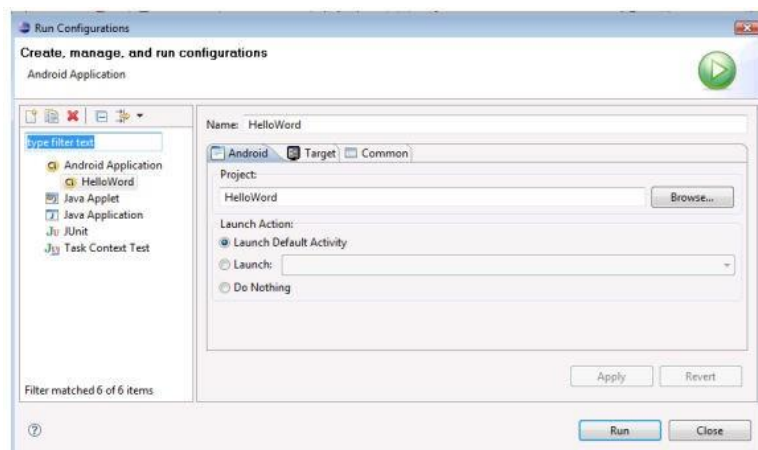 Run Configurations
Create, manage, and run configurations
Android Application
type filter text
Android Application
HelloWord
Java Applet
Java Application
JUnit
Task Context Test
Filter matched 6 of 6 items
Name: HelloWord
Android Target Common
Project:
HelloWord Browse...
Launch Action:
Launch Default Activity
Launch:
Do Nothing
Apply Revert
Run Close